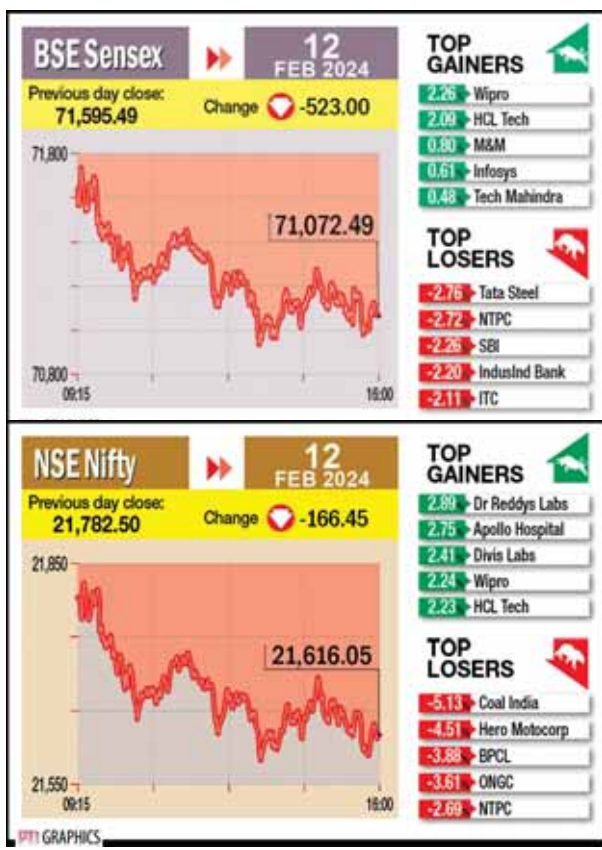 BSE Sensex
12
FEB 2024
Previous day close:
71,595.49
Change -523.00
71,800
71,072.49
70,800
09:15
16:00
TOP
GAINERS
2.26 Wipro
2.09 HCL Tech
0.80 M&M
0.61 Infosys
0.48 Tech Mahindra
TOP
LOSERS
-2.76 Tata Steel
-2.72 NTPC
-2.26 SBI
-2.20 IndusInd Bank
-2.11 ITC
NSE Nifty
12
FEB 2024
Previous day close:
21,782.50
Change -166.45
21,850
21,616.05
21,550
09:15
16:00
TOP
GAINERS
2.89 Dr Reddys Labs
2.75 Apollo Hospital
2.41 Divis Labs
2.24 Wipro
2.23 HCL Tech
TOP
LOSERS
-5.13 Coal India
-4.51 Hero Motocorp
-3.88 BPCL
-3.61 ONGC
-2.69 NTPC
PTI GRAPHICS